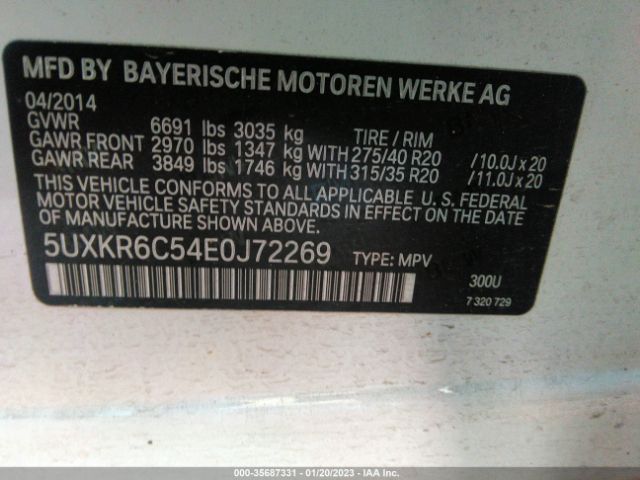 MFD BY BAYERISCHE MOTOREN WERKE AG
04/2014
GVWR 6691 lbs 3035 kg TIRE / RIM
GAWR FRONT 2970 lbs 1347 kg WITH 275/40 R20 /10.0J x 20
GAWR REAR 3849 lbs 1746 kg WITH 315/35 R20 /11.0J x 20
THIS VEHICLE CONFORMS TO ALL APPLICABLE U. S. FEDERAL
MOTOR VEHICLE SAFETY STANDARDS IN EFFECT ON THE DATE
OF MANUFACTURE SHOWN ABOVE.
5UXKR6C54E0J72269 TYPE: MPV
300U
7 320 729
000-35687331 - 01/20/2023 - IAA Inc.